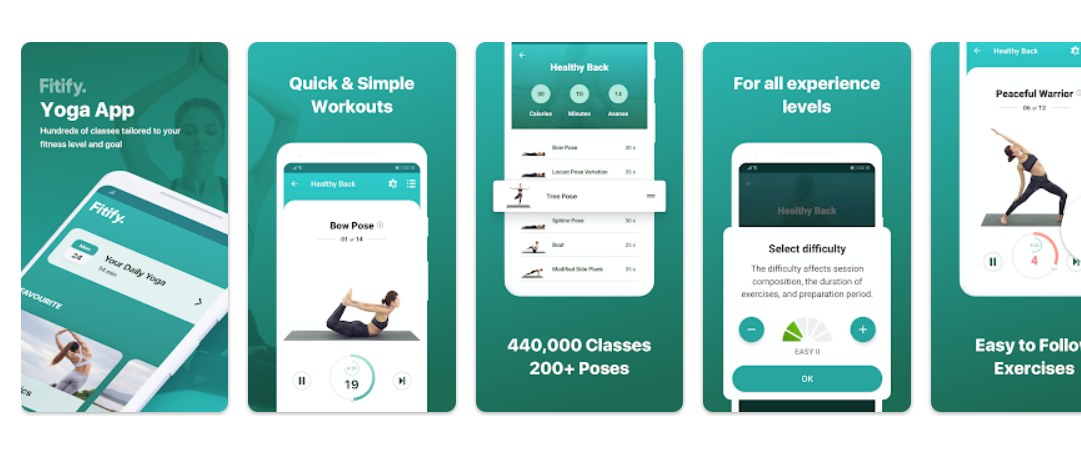 Fitify.
Yoga App
Hundreds of classes tailored to your
fitness level and goal
Fitify.
Mon
24
Your Daily Yoga
14 min
FAVOURITE
Quick & Simple
Workouts
Healthy Back
Bow Pose
01 of 14
19
Healthy Back
30
10
14
Calories
Minutes
Asanas
Bow Pose
30 s
Locust Pose Variation
35 s
Tree Pose
Sphinx Pose
30 s
Boat
25 s
Modified Side Plank
35 s
440,000 Classes
200+ Poses
For all experience
levels
Healthy Back
Select difficulty
The difficulty affects session
composition, the duration of
exercises, and preparation period.
EASY II
OK
Healthy Back
Peaceful Warrior
06 of 12
4
Easy to Follow
Exercises